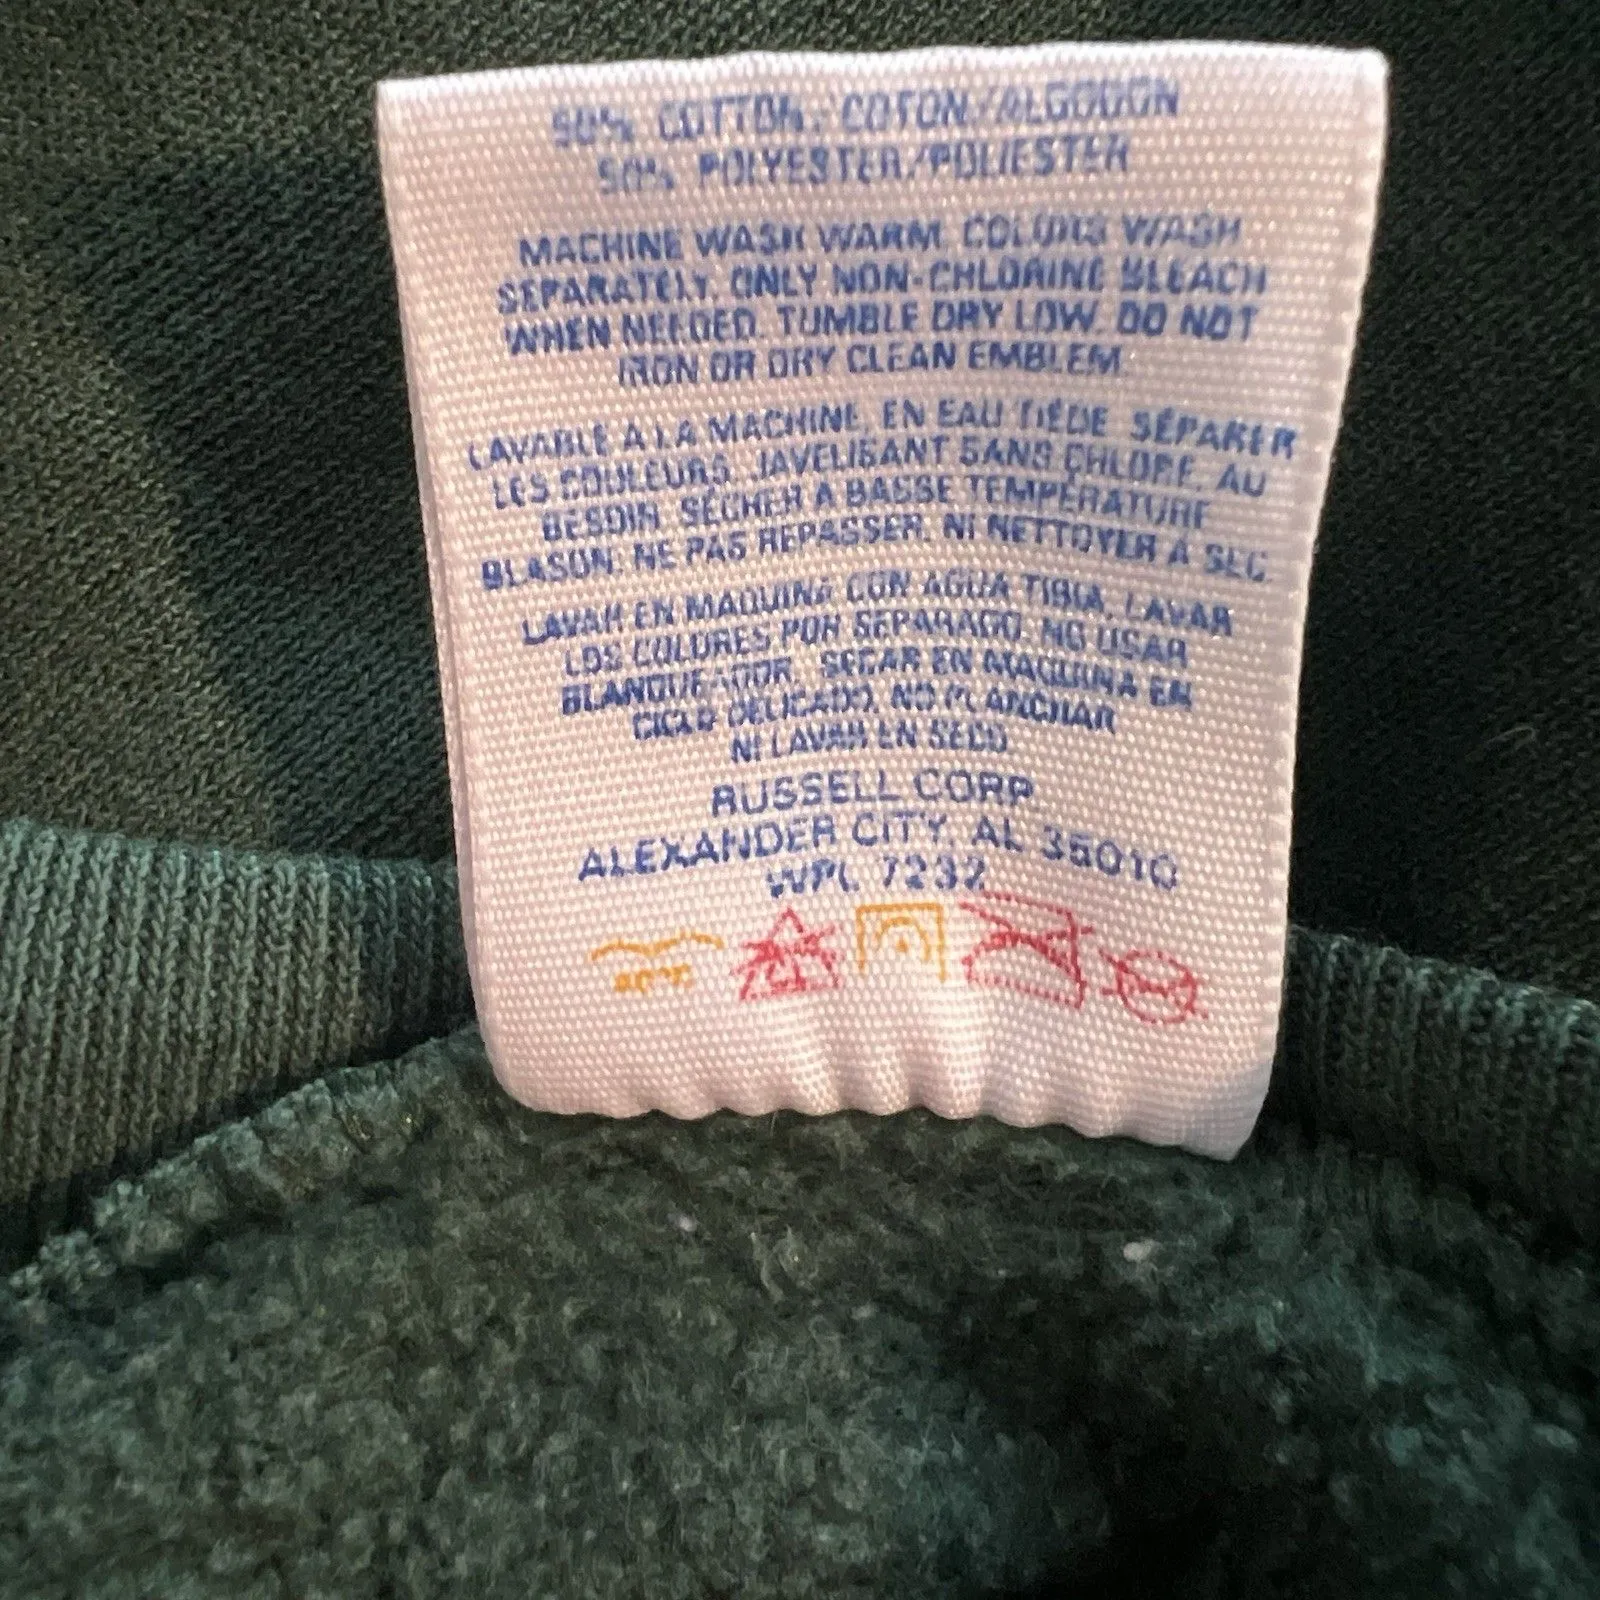 50% COTTON/COTON/ALGODON
50% POLYESTER/POLIESTER
MACHINE WASH WARM. COLORS WASH
SEPARATELY. ONLY NON-CHLORINE BLEACH
WHEN NEEDED. TUMBLE DRY LOW. DO NOT
IRON OR DRY CLEAN EMBLEM.
LAVABLE A LA MACHINE, EN EAU TIÉDE. SÉPARER
LES COULEURS. JAVELISANT SANS CHLORE, AU
BESOIN. SÉCHER À BASSE TEMPÉRATURE
BLASON: NE PAS REPASSER, NI NETTOYER À SEC
LAVAR EN MAQUINA CON AGUA TIBIA. LAVAR
LOS COLORES POR SEPARADO. NO USAR
BLANQUEADOR. SECAR EN MAQUINA EN
CICLO DELICADO. NO PLANCHAR
NI LAVAR EN SECO.
RUSSELL CORP.
ALEXANDER CITY, AL 35010
WPL 7232